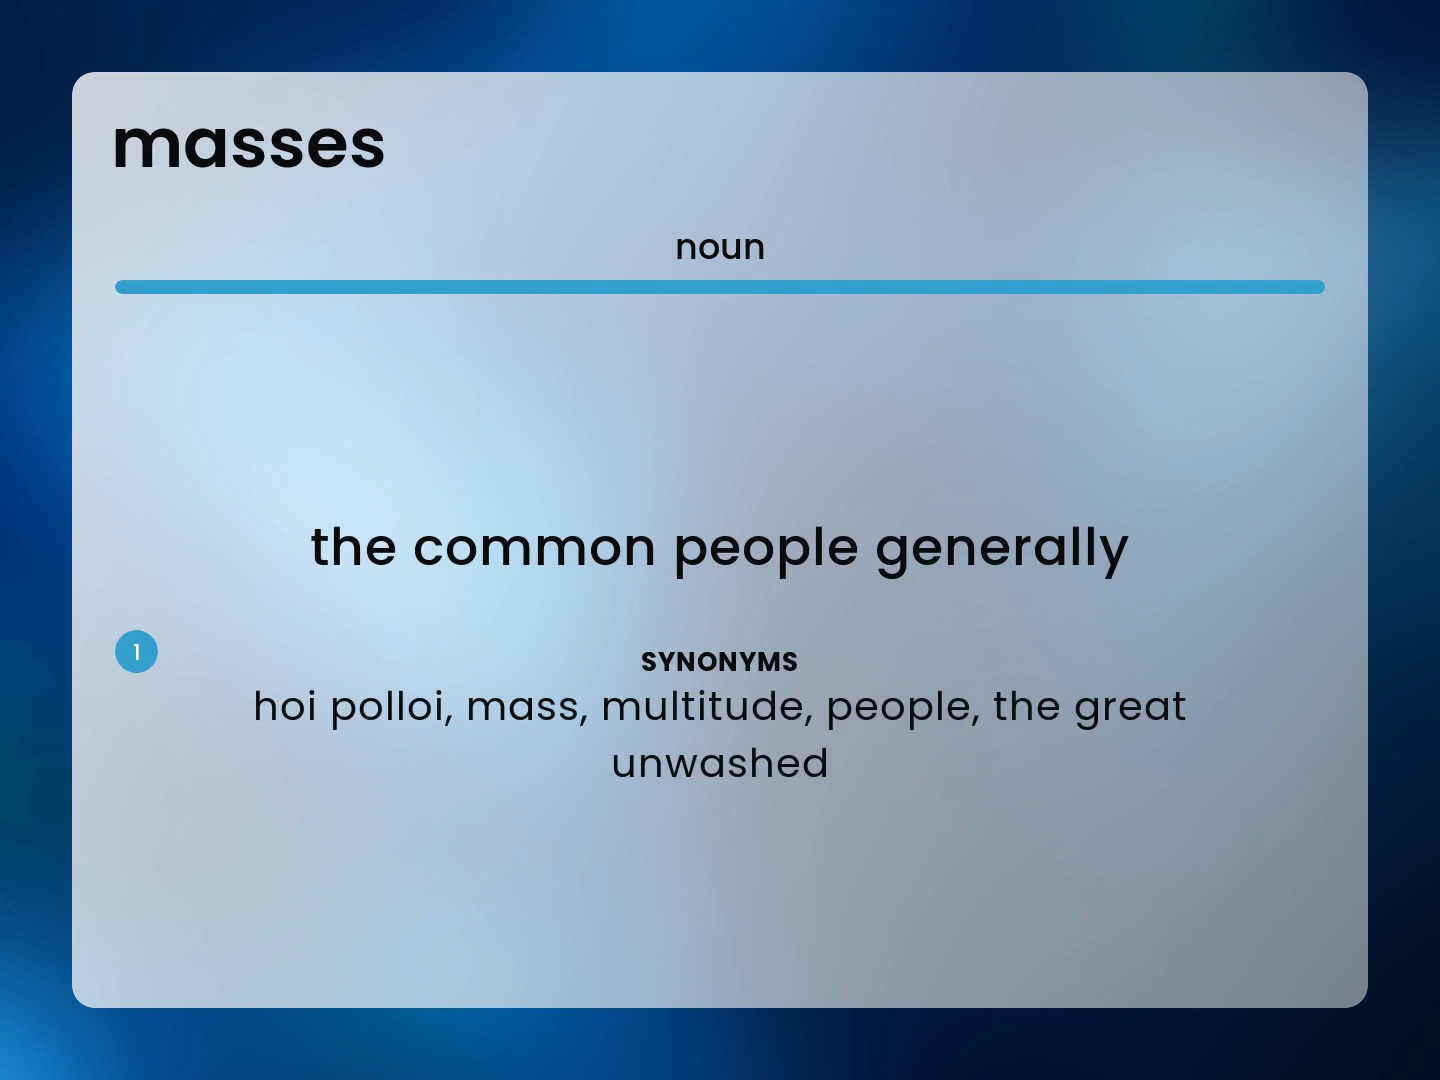 masses
noun
the common people generally
1
SYNONYMS
hoi polloi, mass, multitude, people, the great
unwashed